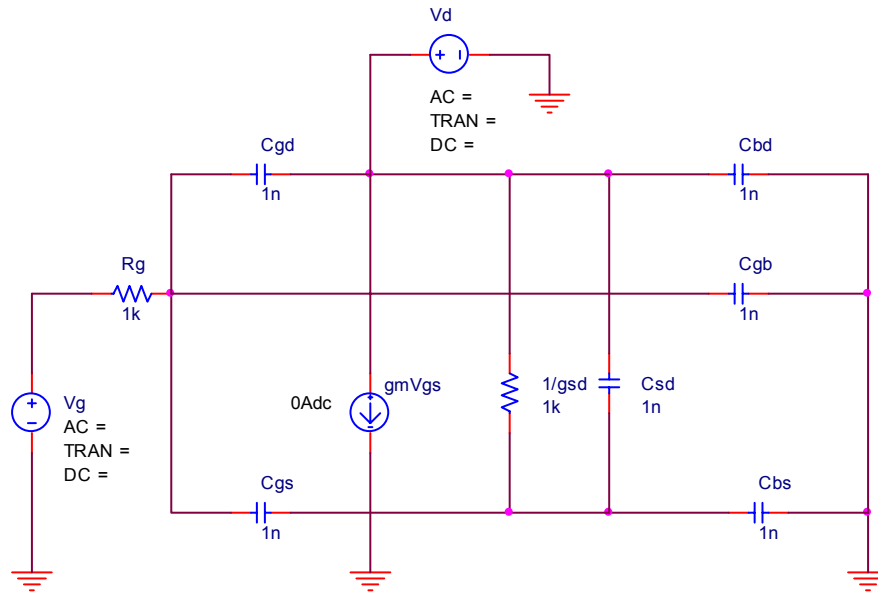 Vd
AC =
TRAN =
DC =
Cgd
1n
Cbd
1n
Rg
1k
Cgb
1n
Vg
AC =
TRAN =
DC =
0Adc
gmVgs
1/gsd
1k
Csd
1n
Cgs
1n
Cbs
1n